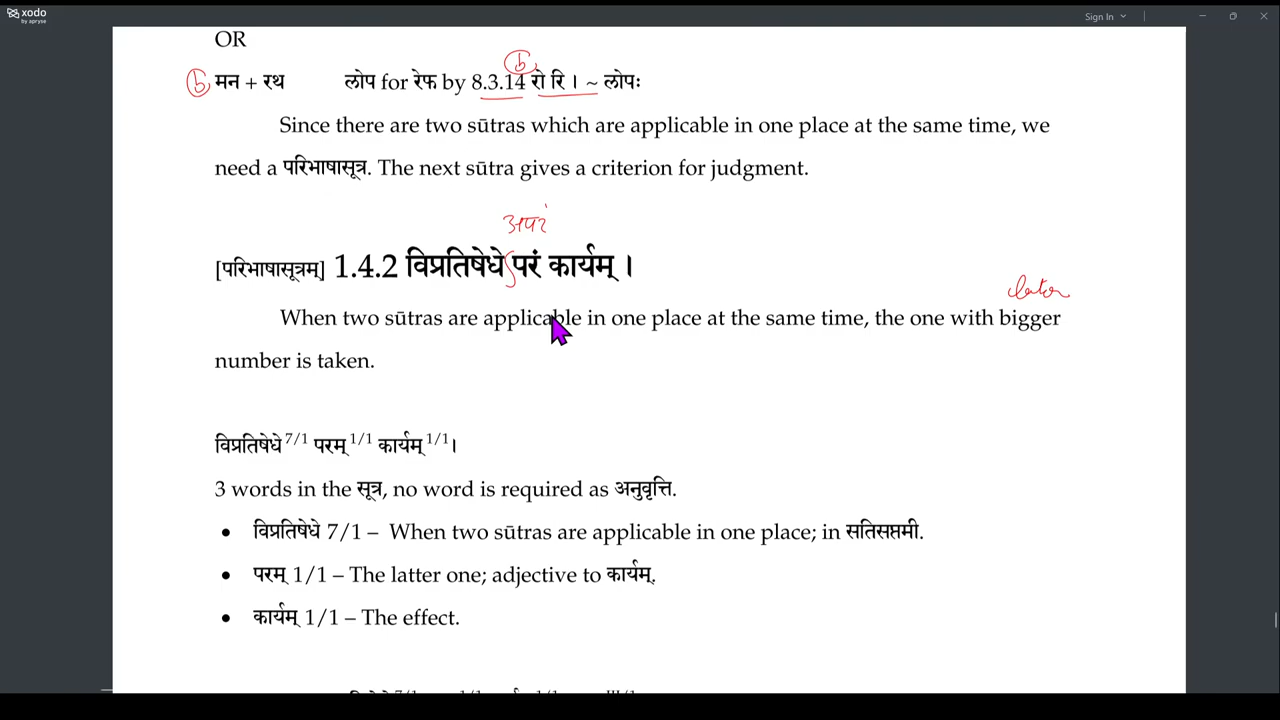 xodo
by apryse
Sign In
OR
b
b मन + रथ लोप for रेफ by 8.3.14 रो रि । ~ लोपः
Since there are two sūtras which are applicable in one place at the same time, we
need a परिभाषासूत्र. The next sūtra gives a criterion for judgment.
अपरं
[परिभाषासूत्रम्] 1.4.2 विप्रतिषेधे ऽ परं कार्यम् ।
later
When two sūtras are applicable in one place at the same time, the one with bigger
number is taken.
विप्रतिषेधे 7/1 परम् 1/1 कार्यम् 1/1 ।
3 words in the सूत्र, no word is required as अनुवृत्ति.
• विप्रतिषेधे 7/1 – When two sūtras are applicable in one place; in सतिसप्तमी.
• परम् 1/1 – The latter one; adjective to कार्यम्.
• कार्यम् 1/1 – The effect.